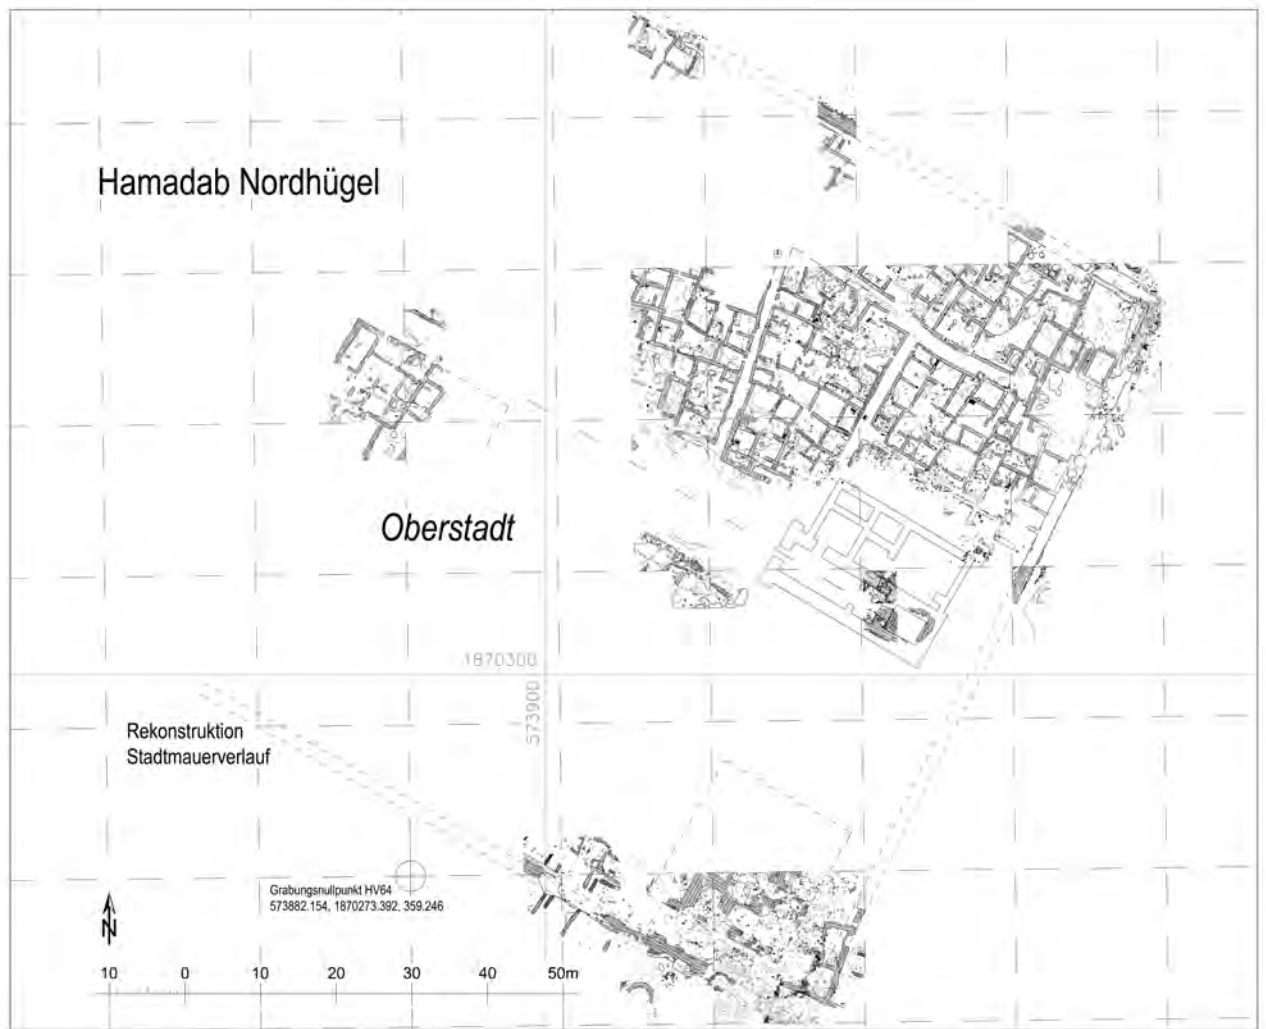 Hamadab Nordhügel
Oberstadt
1870300
573900
Rekonstruktion
Stadtmauerverlauf
Grabungsnullpunkt HV64
573882.154, 1870273.392, 359.246
N
10 0 10 20 30 40 50m